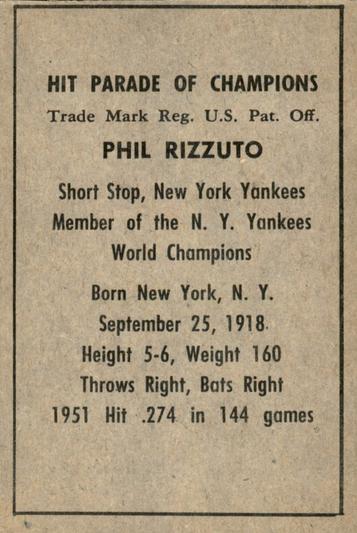 HIT PARADE OF CHAMPIONS
Trade Mark Reg. U.S. Pat. Off.
PHIL RIZZUTO
Short Stop, New York Yankees
Member of the N. Y. Yankees
World Champions
Born New York, N. Y.
September 25, 1918
Height 5-6, Weight 160
Throws Right, Bats Right
1951 Hit .274 in 144 games